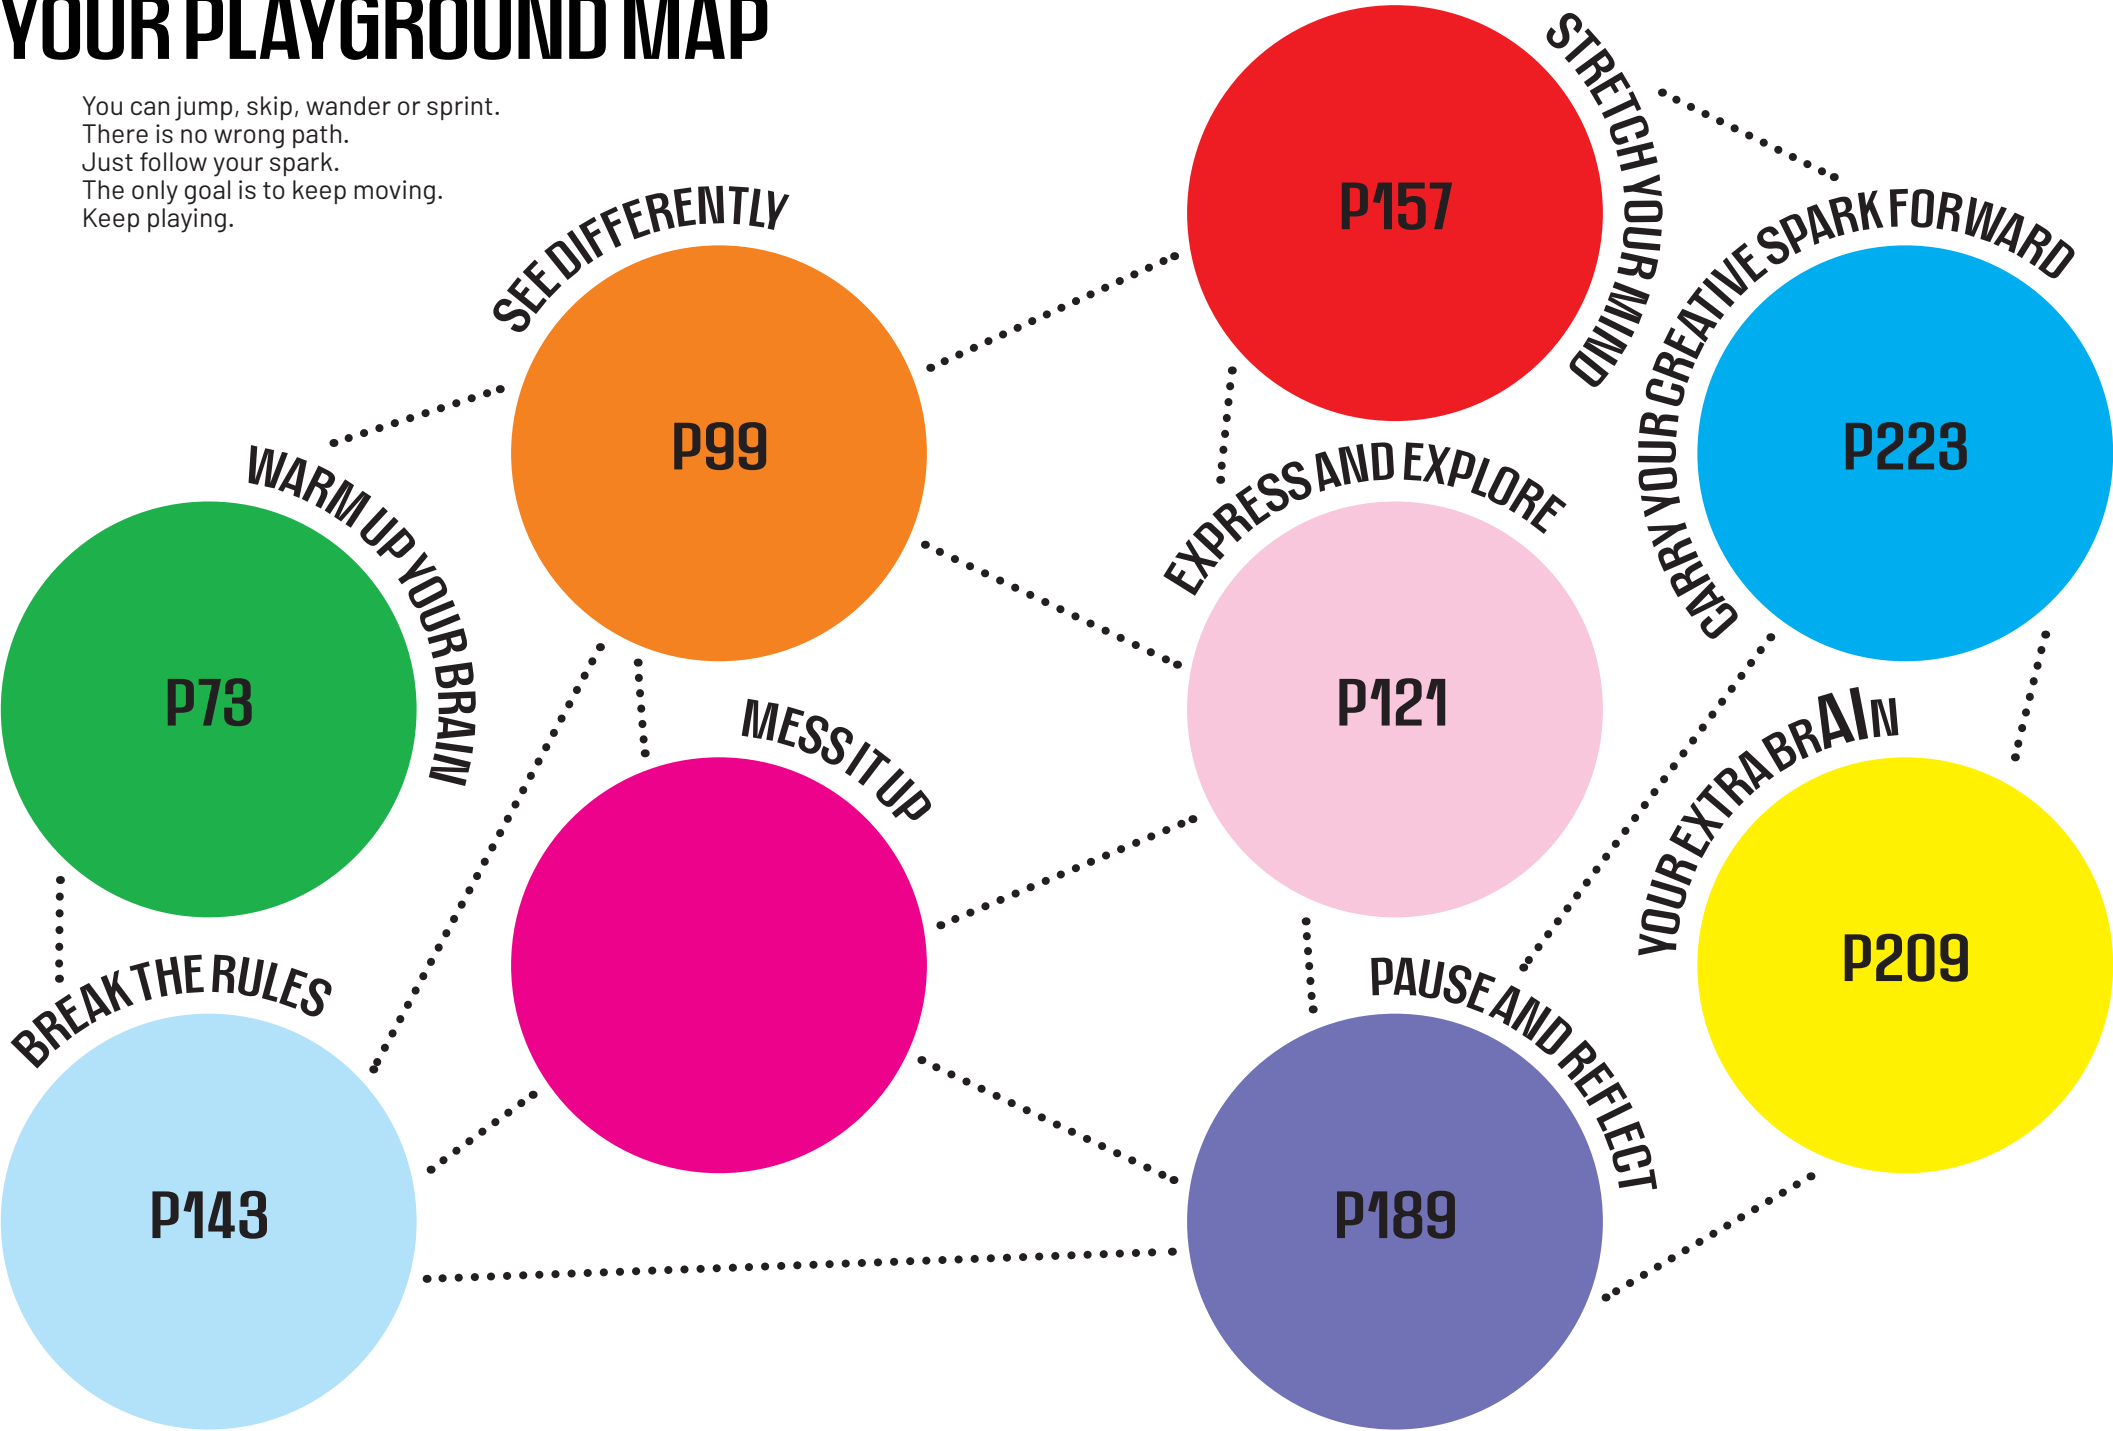 YOUR PLAYGROUND MAP
You can jump, skip, wander or sprint.
There is no wrong path.
Just follow your spark.
The only goal is to keep moving.
Keep playing.
STRETCH YOUR MIND
P157
SEE DIFFERENTLY
P99
CARRY YOUR CREATIVE SPARK FORWARD
P223
WARM UP YOUR BRAIN
P73
EXPRESS AND EXPLORE
P121
MESS IT UP
YOUR EXTRA BRAIN
P209
BREAK THE RULES
P143
PAUSE AND REFLECT
P189